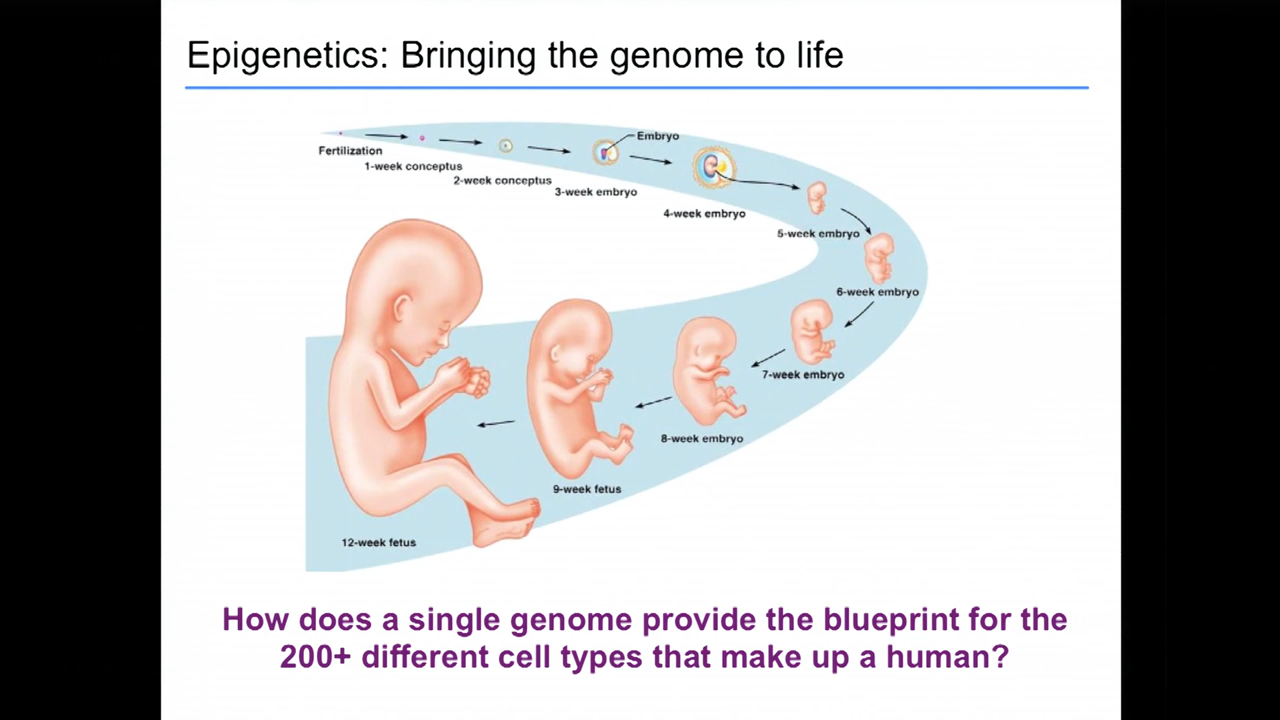 Epigenetics: Bringing the genome to life
Embryo
Fertilization
1-week conceptus
2-week conceptus
3-week embryo
4-week embryo
5-week embryo
6-week embryo
7-week embryo
8-week embryo
9-week fetus
12-week fetus
How does a single genome provide the blueprint for the
200+ different cell types that make up a human?